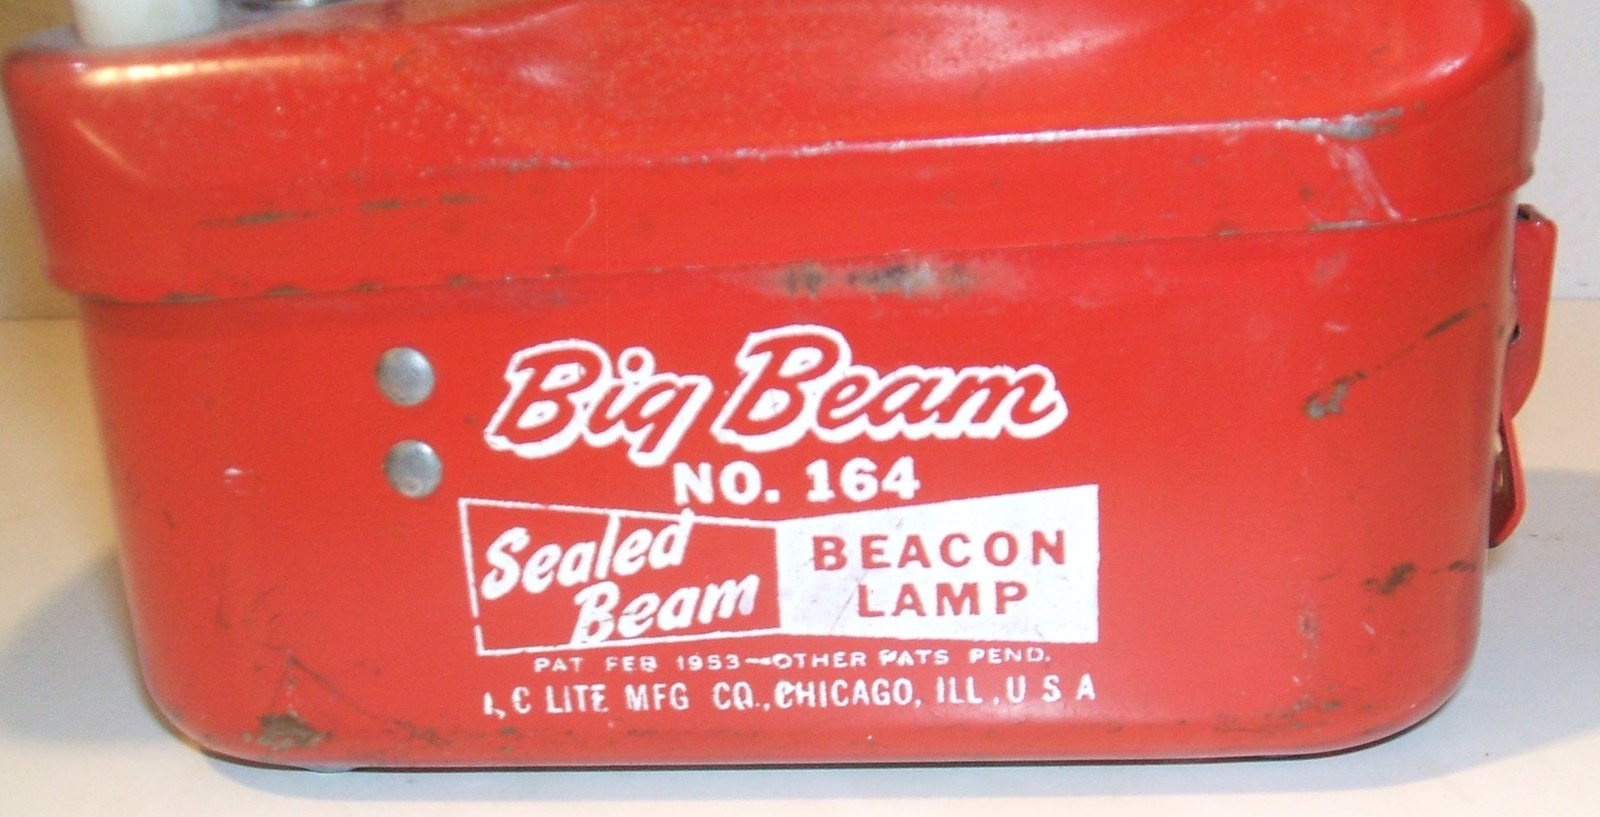 Big Beam
NO. 164
Sealed Beam
BEACON LAMP
PAT FEB 1953—OTHER PATS PEND.
C LITE MFG CO., CHICAGO, ILL., U S A